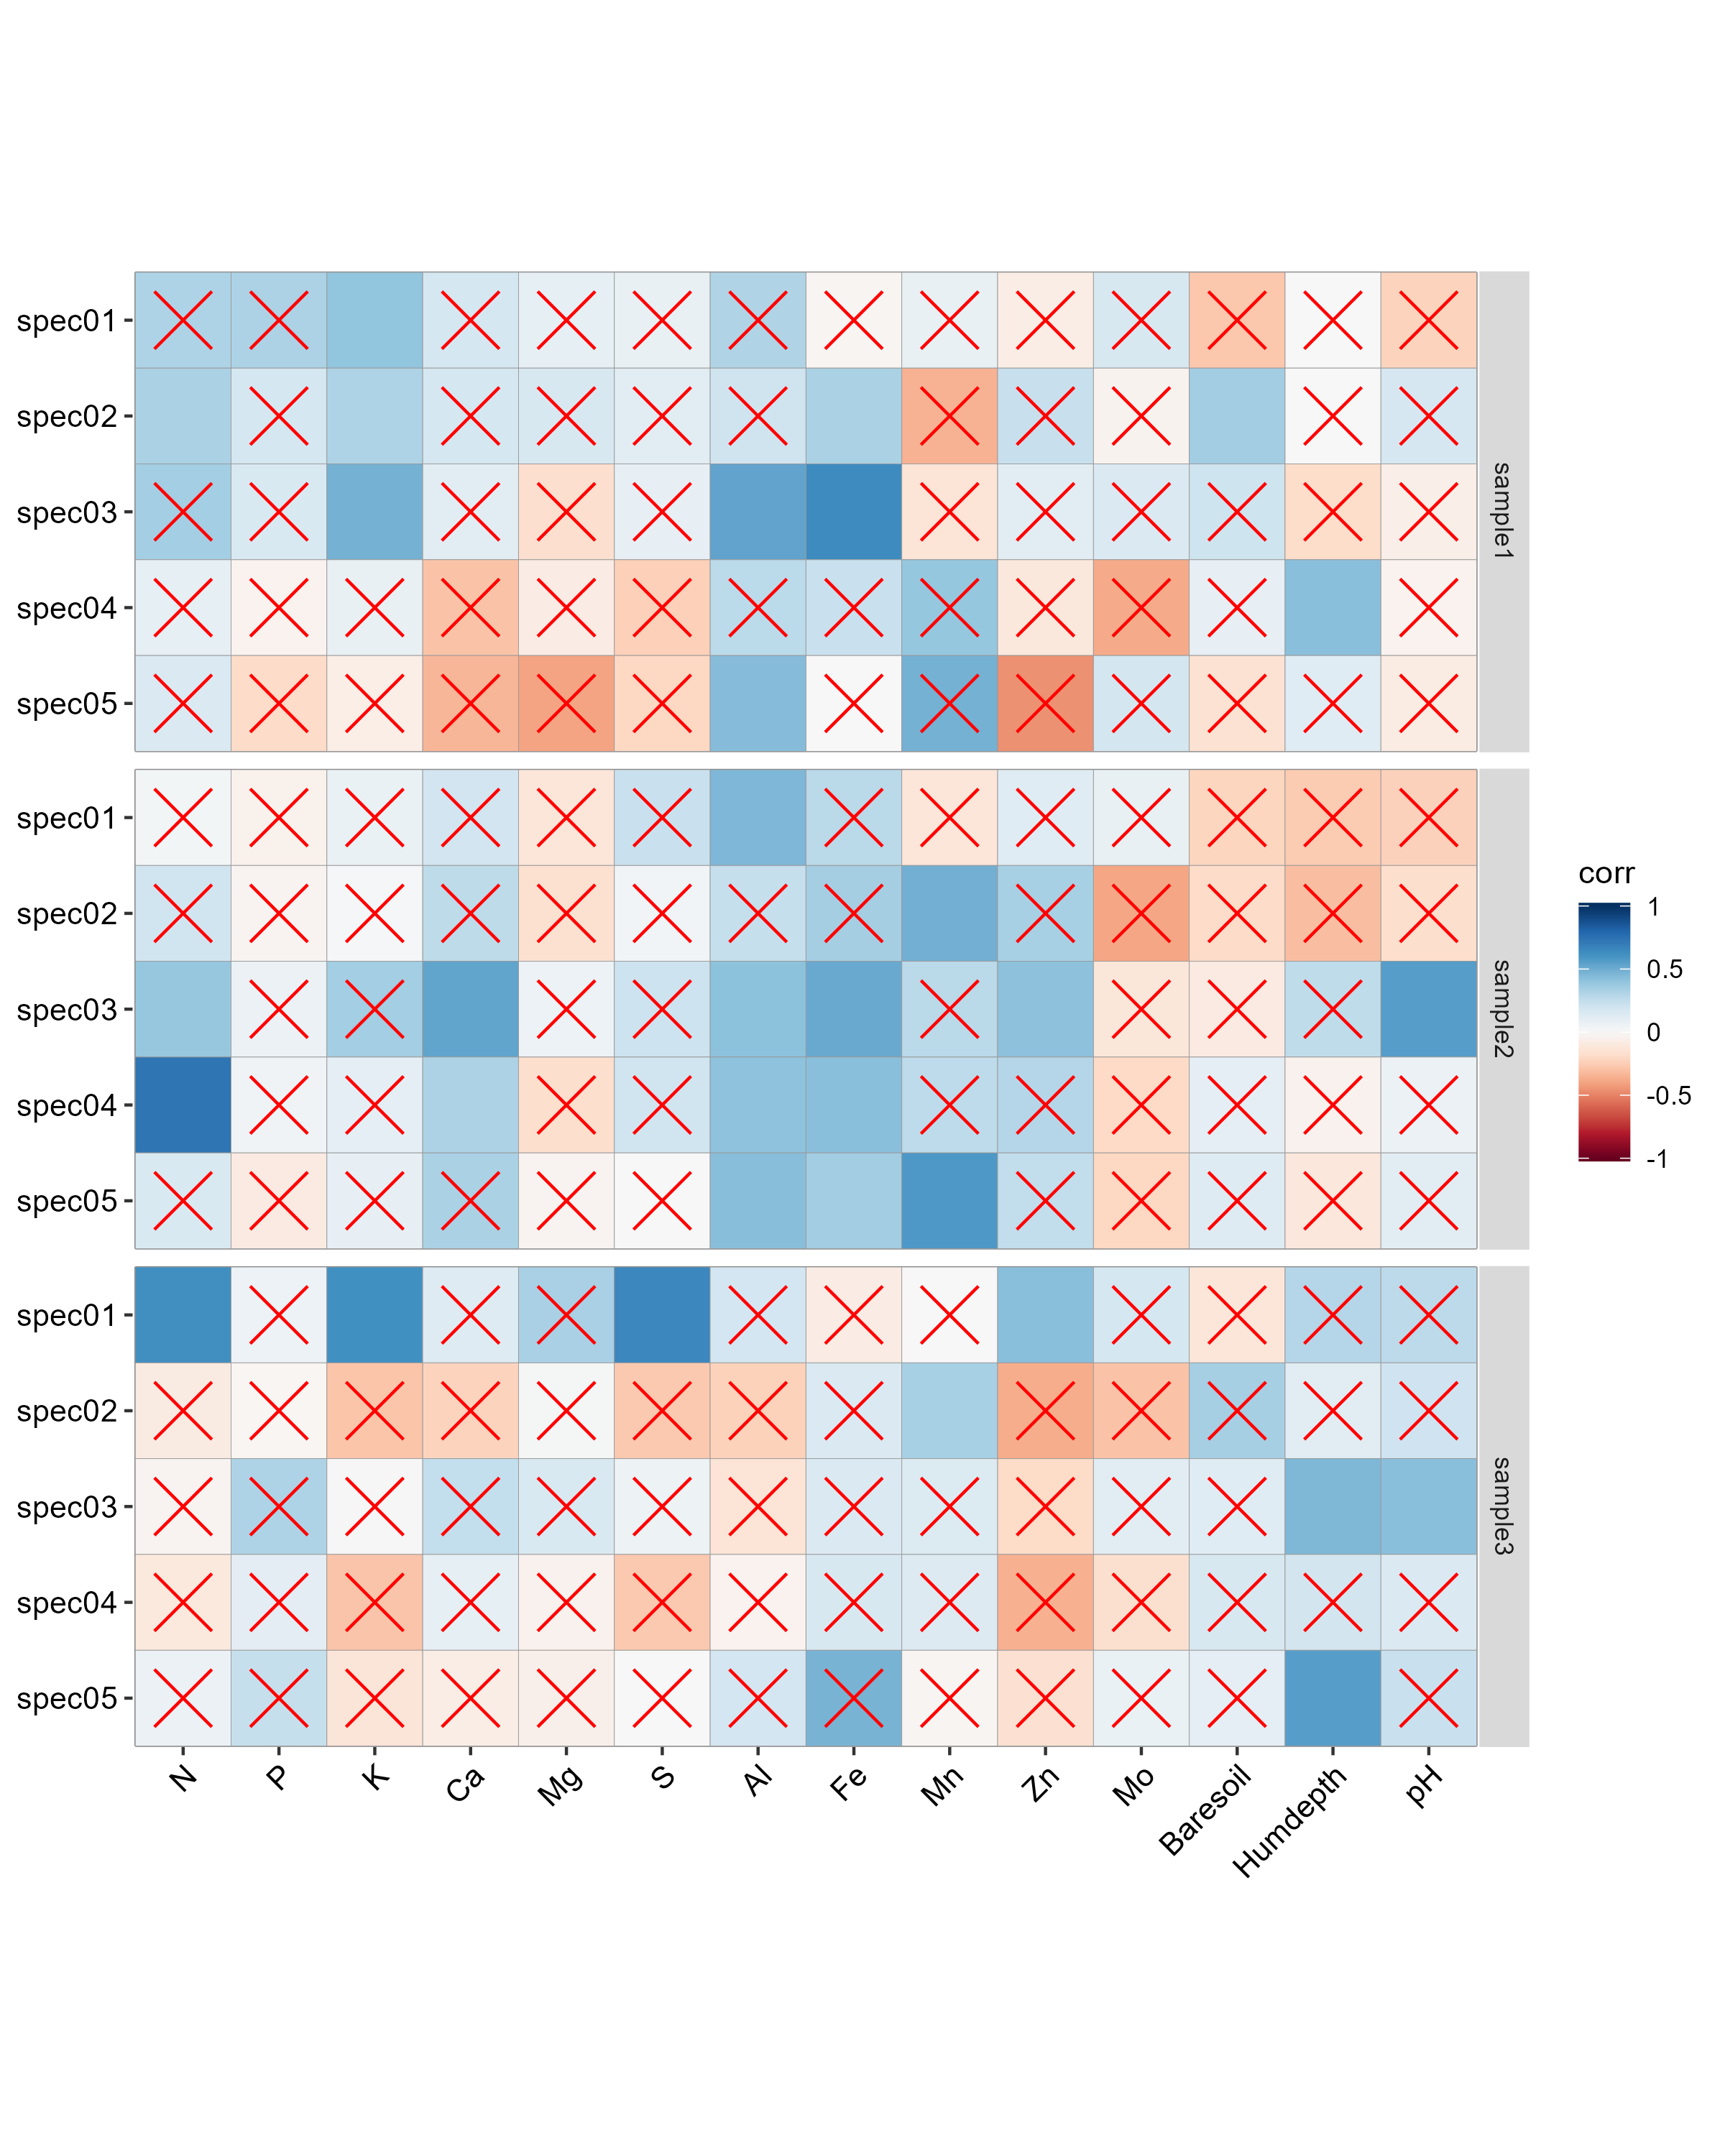 spec01
spec02
spec03
spec04
spec05
sample1
spec01
spec02
spec03
spec04
spec05
sample2
spec01
spec02
spec03
spec04
spec05
sample3
N
P
K
Ca
Mg
S
Al
Fe
Mn
Zn
Mo
Baresoil
Humdepth
pH
corr
1
0.5
0
-0.5
-1